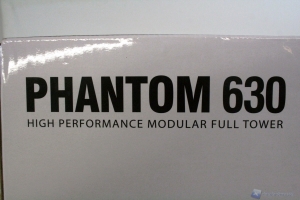 PHANTOM 630
HIGH PERFORMANCE MODULAR FULL TOWER